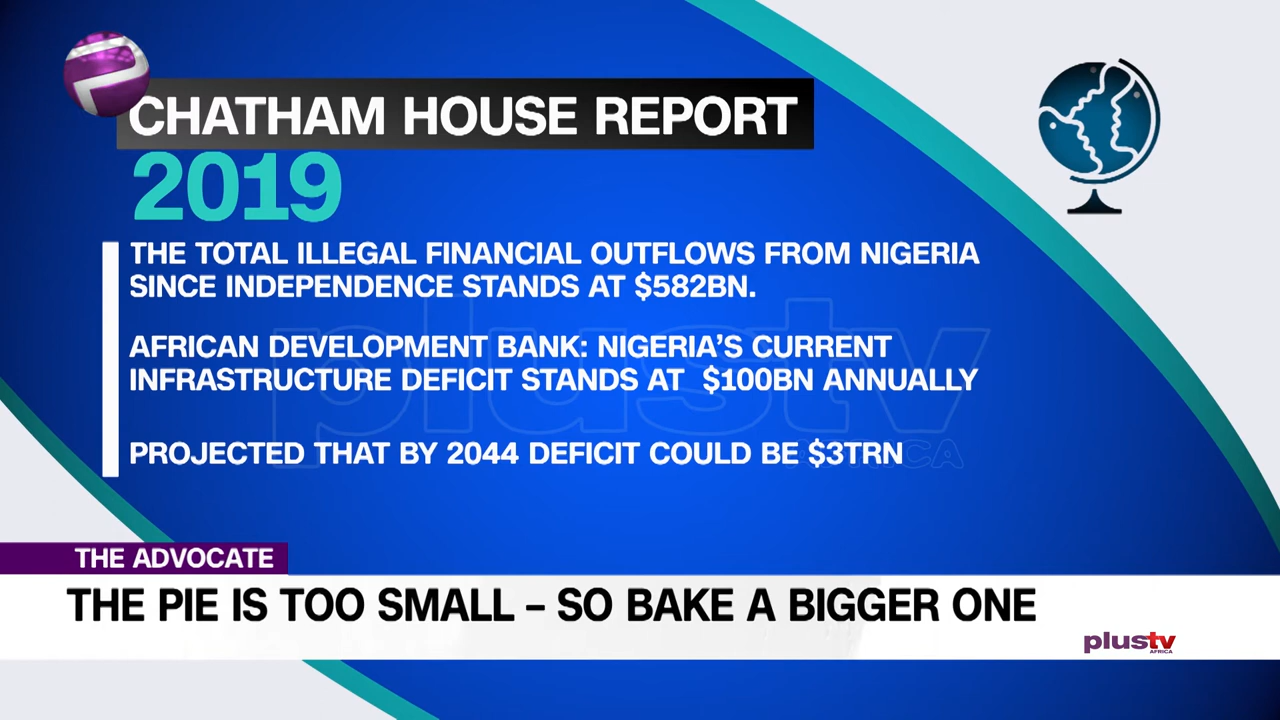 CHATHAM HOUSE REPORT
2019
THE TOTAL ILLEGAL FINANCIAL OUTFLOWS FROM NIGERIA
SINCE INDEPENDENCE STANDS AT $582BN.
AFRICAN DEVELOPMENT BANK: NIGERIA'S CURRENT
INFRASTRUCTURE DEFICIT STANDS AT $100BN ANNUALLY
PROJECTED THAT BY 2044 DEFICIT COULD BE $3TRN
plustv
AFRICA
THE ADVOCATE
THE PIE IS TOO SMALL – SO BAKE A BIGGER ONE
plustv
AFRICA